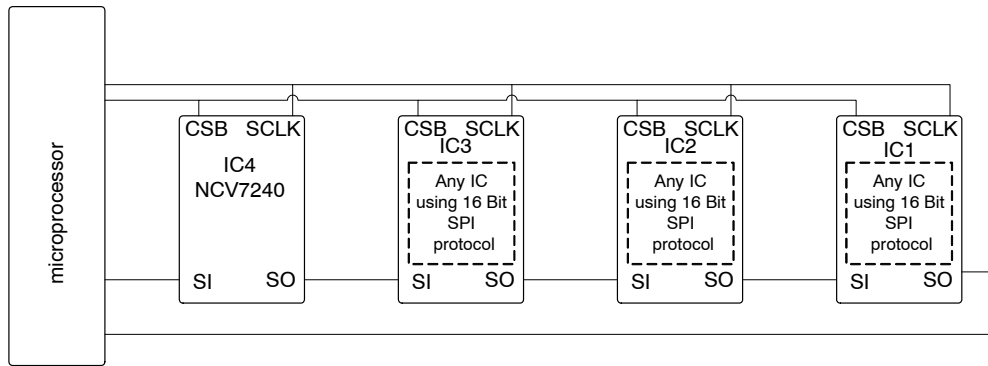 microprocessor
CSB SCLK
IC4
NCV7240
SI SO
CSB SCLK
IC3
Any IC
using 16 Bit
SPI
protocol
SI SO
CSB SCLK
IC2
Any IC
using 16 Bit
SPI
protocol
SI SO
CSB SCLK
IC1
Any IC
using 16 Bit
SPI
protocol
SI SO